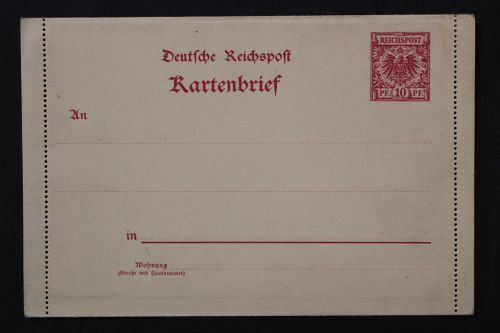 Deutsche Reichspost
REICHSPOST
Kartenbrief
PF. 10 PF.
An
in
Wohnung
(Straße und Hausnummer)